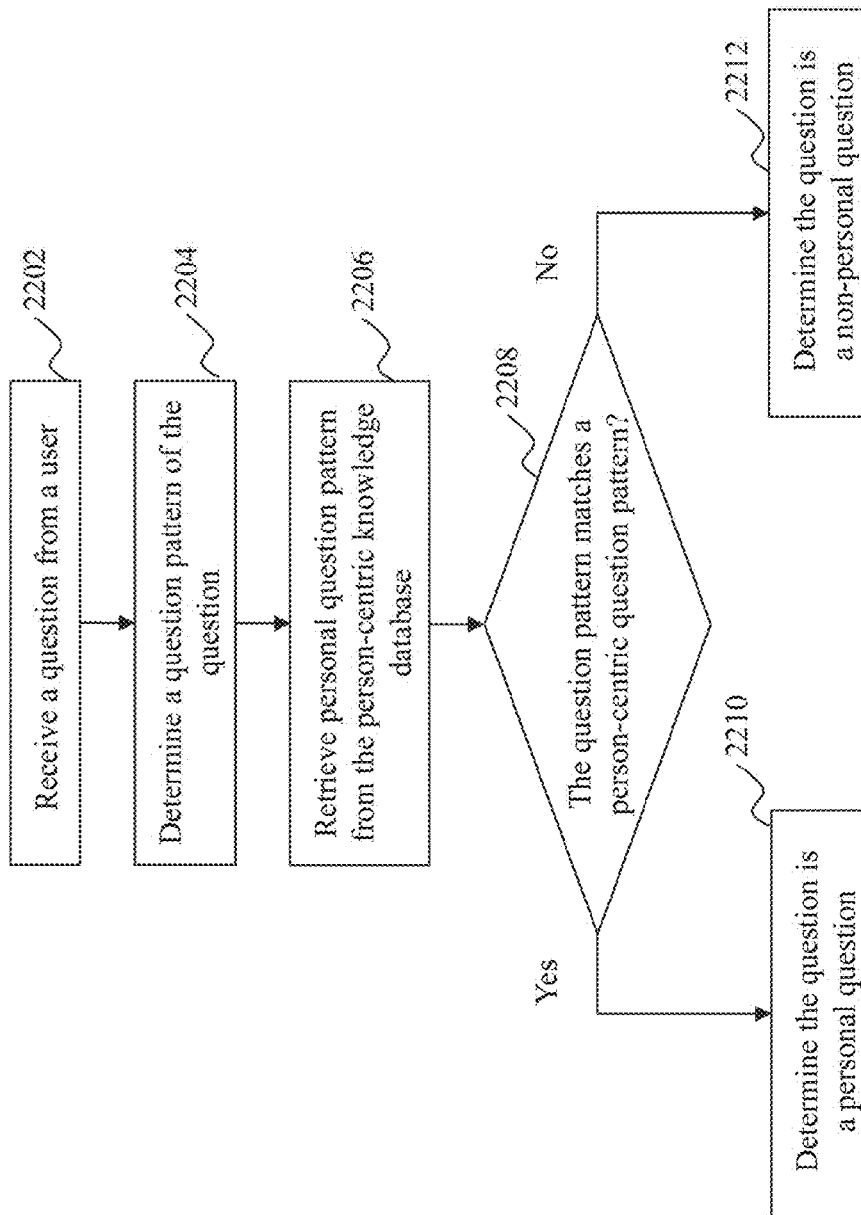 2202
Receive a question from a user
2204
Determine a question pattern of the
question
2206
Retrieve personal question pattern
from the person-centric knowledge
database
2208
The question pattern matches a
person-centric question pattern?
Yes
No
2210
Determine the question is
a personal question
2212
Determine the question is
a non-personal question